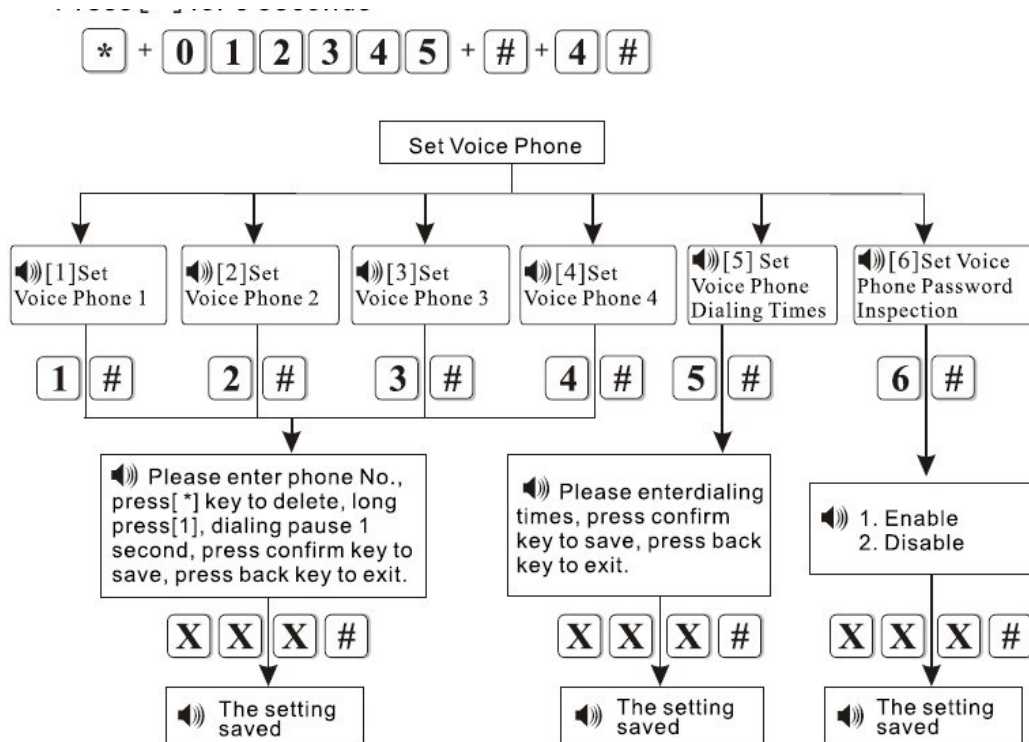 * + 0 1 2 3 4 5 + # + 4 #
Set Voice Phone
[1]Set
Voice Phone 1
[2]Set
Voice Phone 2
[3]Set
Voice Phone 3
[4]Set
Voice Phone 4
[5] Set
Voice Phone
Dialing Times
[6]Set Voice
Phone Password
Inspection
1 #
2 #
3 #
4 #
5 #
6 #
Please enter phone No.,
press[ *] key to delete, long
press[1], dialing pause 1
second, press confirm key to
save, press back key to exit.
Please enterdialing
times, press confirm
key to save, press back
key to exit.
1. Enable
2. Disable
X X X #
X X X #
X X X #
The setting
saved
The setting
saved
The setting
saved